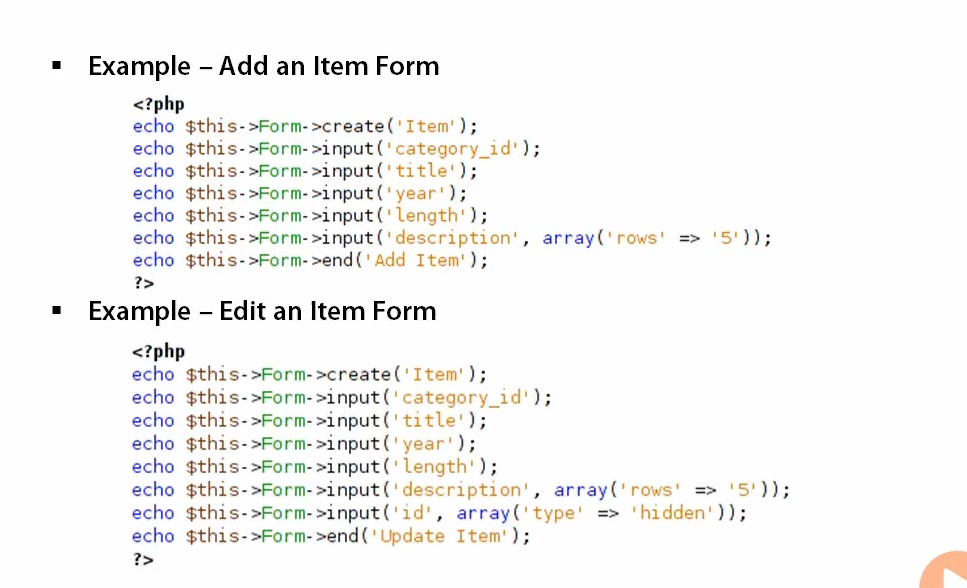 ▪ Example – Add an Item Form
<?php
echo $this->Form->create('Item');
echo $this->Form->input('category_id');
echo $this->Form->input('title');
echo $this->Form->input('year');
echo $this->Form->input('length');
echo $this->Form->input('description', array('rows' => '5'));
echo $this->Form->end('Add Item');
?>
▪ Example – Edit an Item Form
<?php
echo $this->Form->create('Item');
echo $this->Form->input('category_id');
echo $this->Form->input('title');
echo $this->Form->input('year');
echo $this->Form->input('length');
echo $this->Form->input('description', array('rows' => '5'));
echo $this->Form->input('id', array('type' => 'hidden'));
echo $this->Form->end('Update Item');
?>